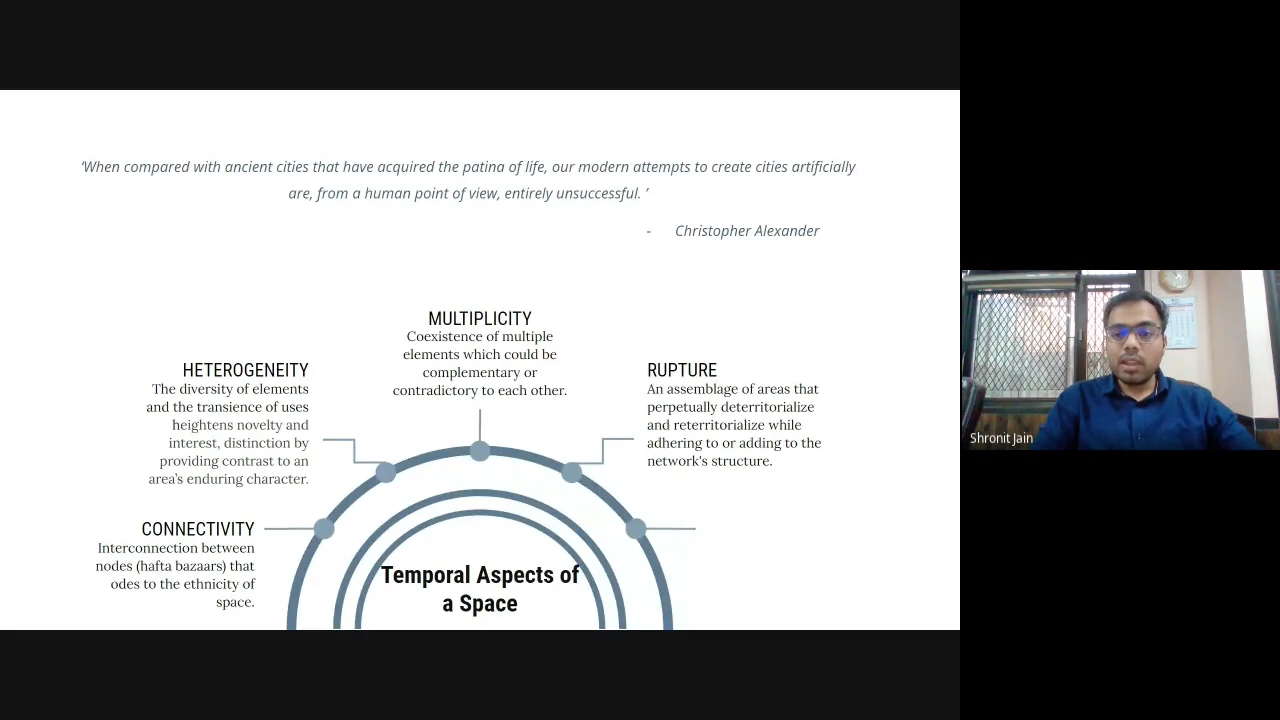 ‘When compared with ancient cities that have acquired the patina of life, our modern attempts to create cities artificially
are, from a human point of view, entirely unsuccessful. ’
- Christopher Alexander
MULTIPLICITY
Coexistence of multiple
elements which could be
complementary or
contradictory to each other.
HETEROGENEITY
The diversity of elements
and the transience of uses
heightens novelty and
interest, distinction by
providing contrast to an
area's enduring character.
RUPTURE
An assemblage of areas that
perpetually deterritorialize
and reterritorialize while
adhering to or adding to the
network's structure.
CONNECTIVITY
Interconnection between
nodes (hafta bazaars) that
odes to the ethnicity of
space.
Temporal Aspects of
a Space
Shronit Jain